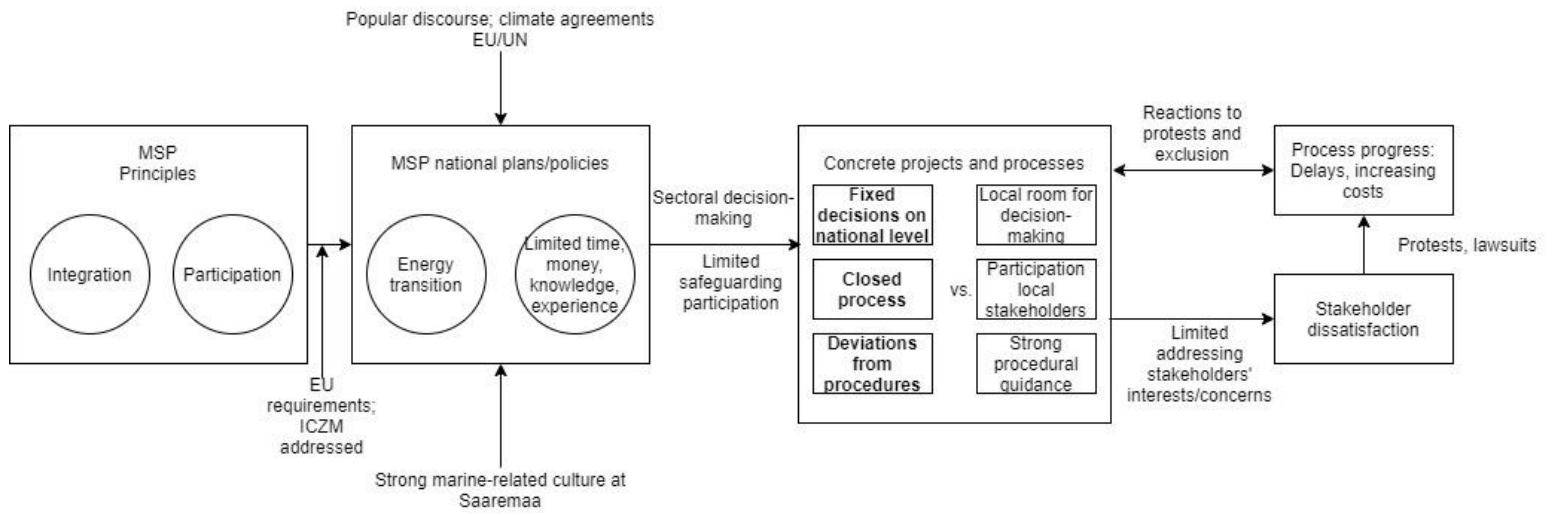 Popular discourse; climate agreements
EU/UN
MSP
Principles
Integration
Participation
EU
requirements;
ICZM
addressed
MSP national plans/policies
Energy
transition
Limited time,
money,
knowledge,
experience
Strong marine-related culture at
Saaremaa
Sectoral decision-
making
Limited
safeguarding
participation
Concrete projects and processes
Fixed
decisions on
national level
Local room for
decision-
making
Closed
process
vs.
Participation
local
stakeholders
Deviations
from
procedures
Strong
procedural
guidance
Reactions to
protests and
exclusion
Process progress:
Delays, increasing
costs
Protests, lawsuits
Limited
addressing
stakeholders'
interests/concerns
Stakeholder
dissatisfaction